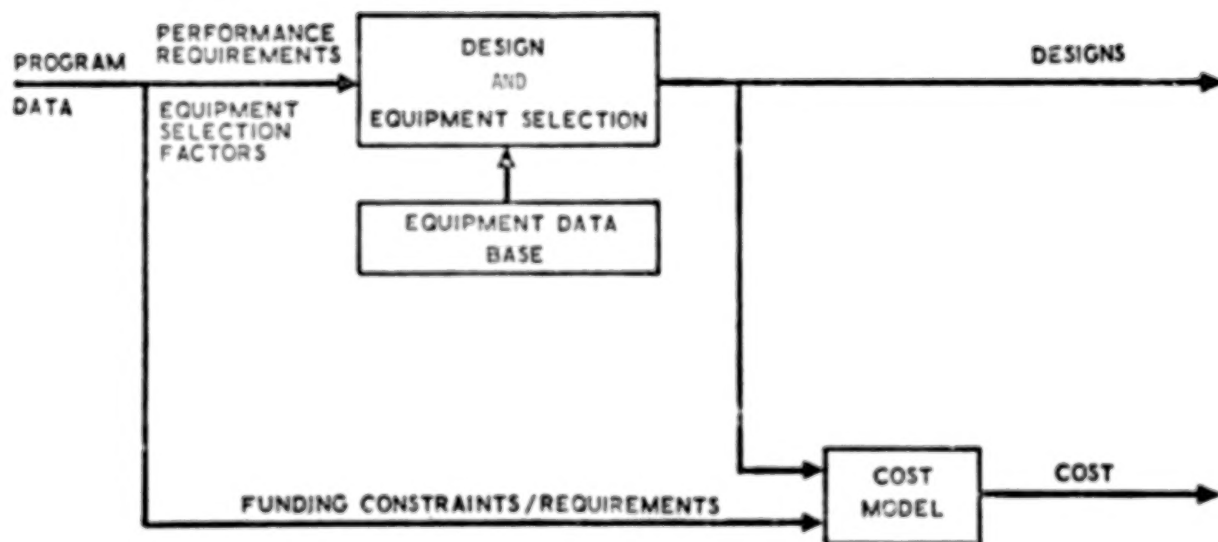 PERFORMANCE
REQUIREMENTS
PROGRAM
DATA
EQUIPMENT
SELECTION
FACTORS
DESIGN
AND
EQUIPMENT SELECTION
DESIGNS
EQUIPMENT DATA
BASE
FUNDING CONSTRAINTS/REQUIREMENTS
COST
MODEL
COST